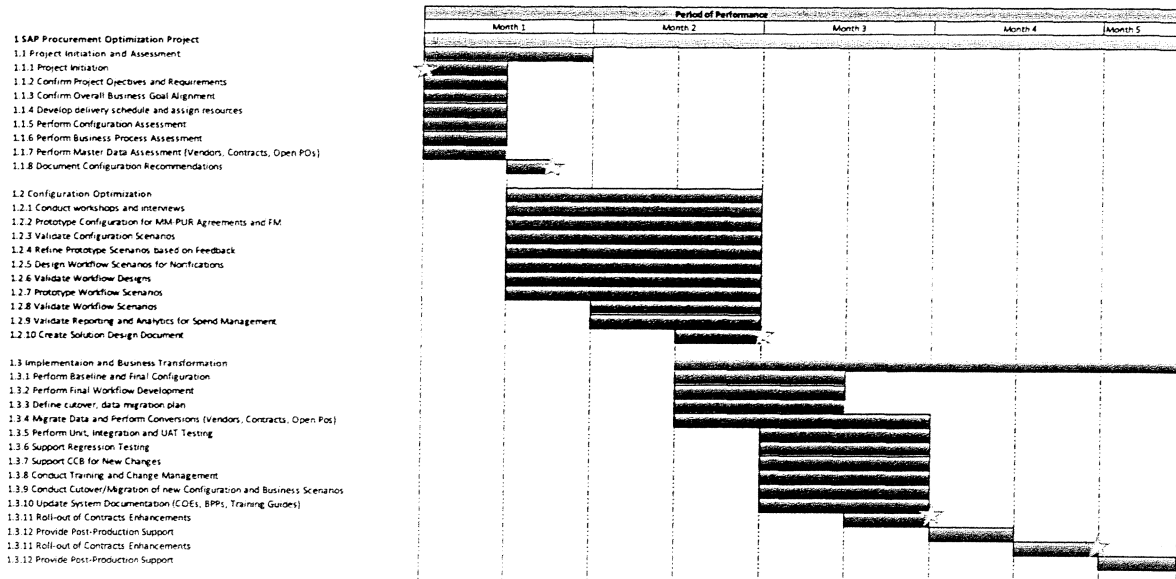 Period of Performance
Month 1 Month 2 Month 3 Month 4 Month 5
1 SAP Procurement Optimization Project
1.1 Project Initiation and Assessment
1.1.1 Project Initiation
1.1.2 Confirm Project Ojectives and Requirements
1.1.3 Confirm Overall Business Goal Alignment
1.1.4 Develop delivery schedule and assign resources
1.1.5 Perform Configuration Assessment
1.1.6 Perform Business Process Assessment
1.1.7 Perform Master Data Assessment (Vendors, Contracts, Open POs)
1.1.8 Document Configuration Recommendations
1.2 Configuration Optimization
1.2.1 Conduct workshops and interviews
1.2.2 Prototype Configuration for MM-PUR Agreements and FM
1.2.3 Validate Configuration Scenarios
1.2.4 Refine Prototype Scenarios based on Feedback
1.2.5 Design Workflow Scenarios for Notifications
1.2.6 Validate Workflow Designs
1.2.7 Prototype Workflow Scenarios
1.2.8 Validate Workflow Scenarios
1.2.9 Validate Reporting and Analytics for Spend Management
1.2.10 Create Solution Design Document
1.3 Implementaion and Business Transformation
1.3.1 Perform Baseline and Final Configuration
1.3.2 Perform Final Workflow Development
1.3.3 Define cutover, data migration plan
1.3.4 Migrate Data and Perform Conversions (Vendors, Contracts, Open Pos)
1.3.5 Perform Unit, Integration and UAT Testing
1.3.6 Support Regression Testing
1.3.7 Support CCB for New Changes
1.3.8 Conduct Training and Change Management
1.3.9 Conduct Cutover/Migration of new Configuration and Business Scenarios
1.3.10 Update System Documentation (COEs, BPPs, Training Guides)
1.3.11 Roll-out of Contracts Enhancements
1.3.12 Provide Post-Production Support
1.3.11 Roll-out of Contracts Enhancements
1.3.12 Provide Post-Production Support